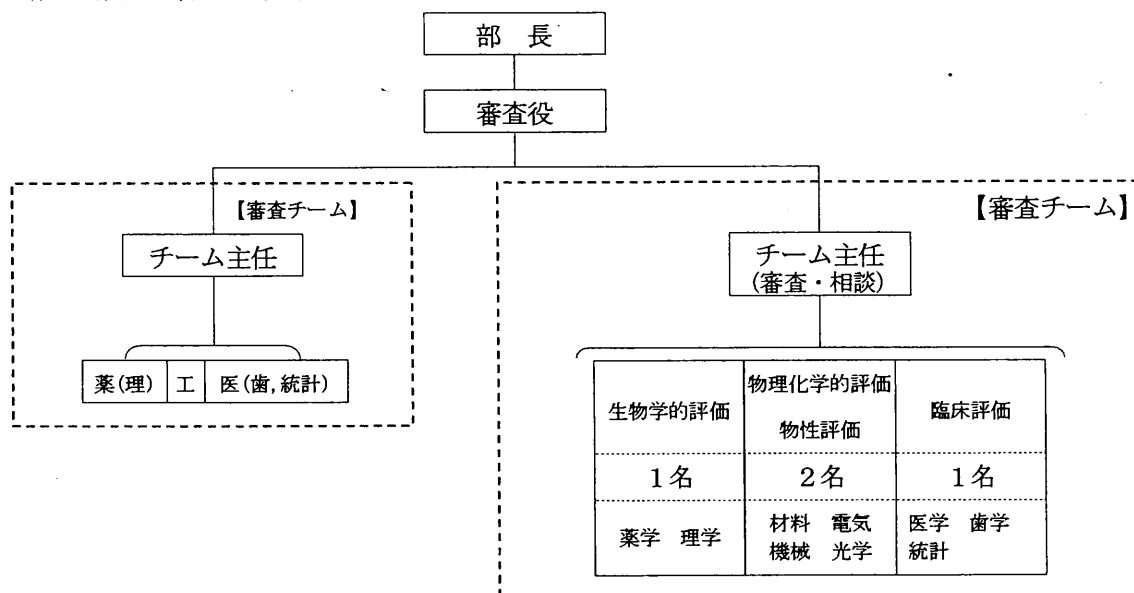 部 長
審査役
【審査チーム】
チーム主任
薬(理) 工 医(歯,統計)
【審査チーム】
チーム主任
(審査・相談)
生物学的評価
物理化学的評価
物性評価
臨床評価
1名 2名 1名
薬学 理学
材料 電気
機械 光学
医学 歯学
統計